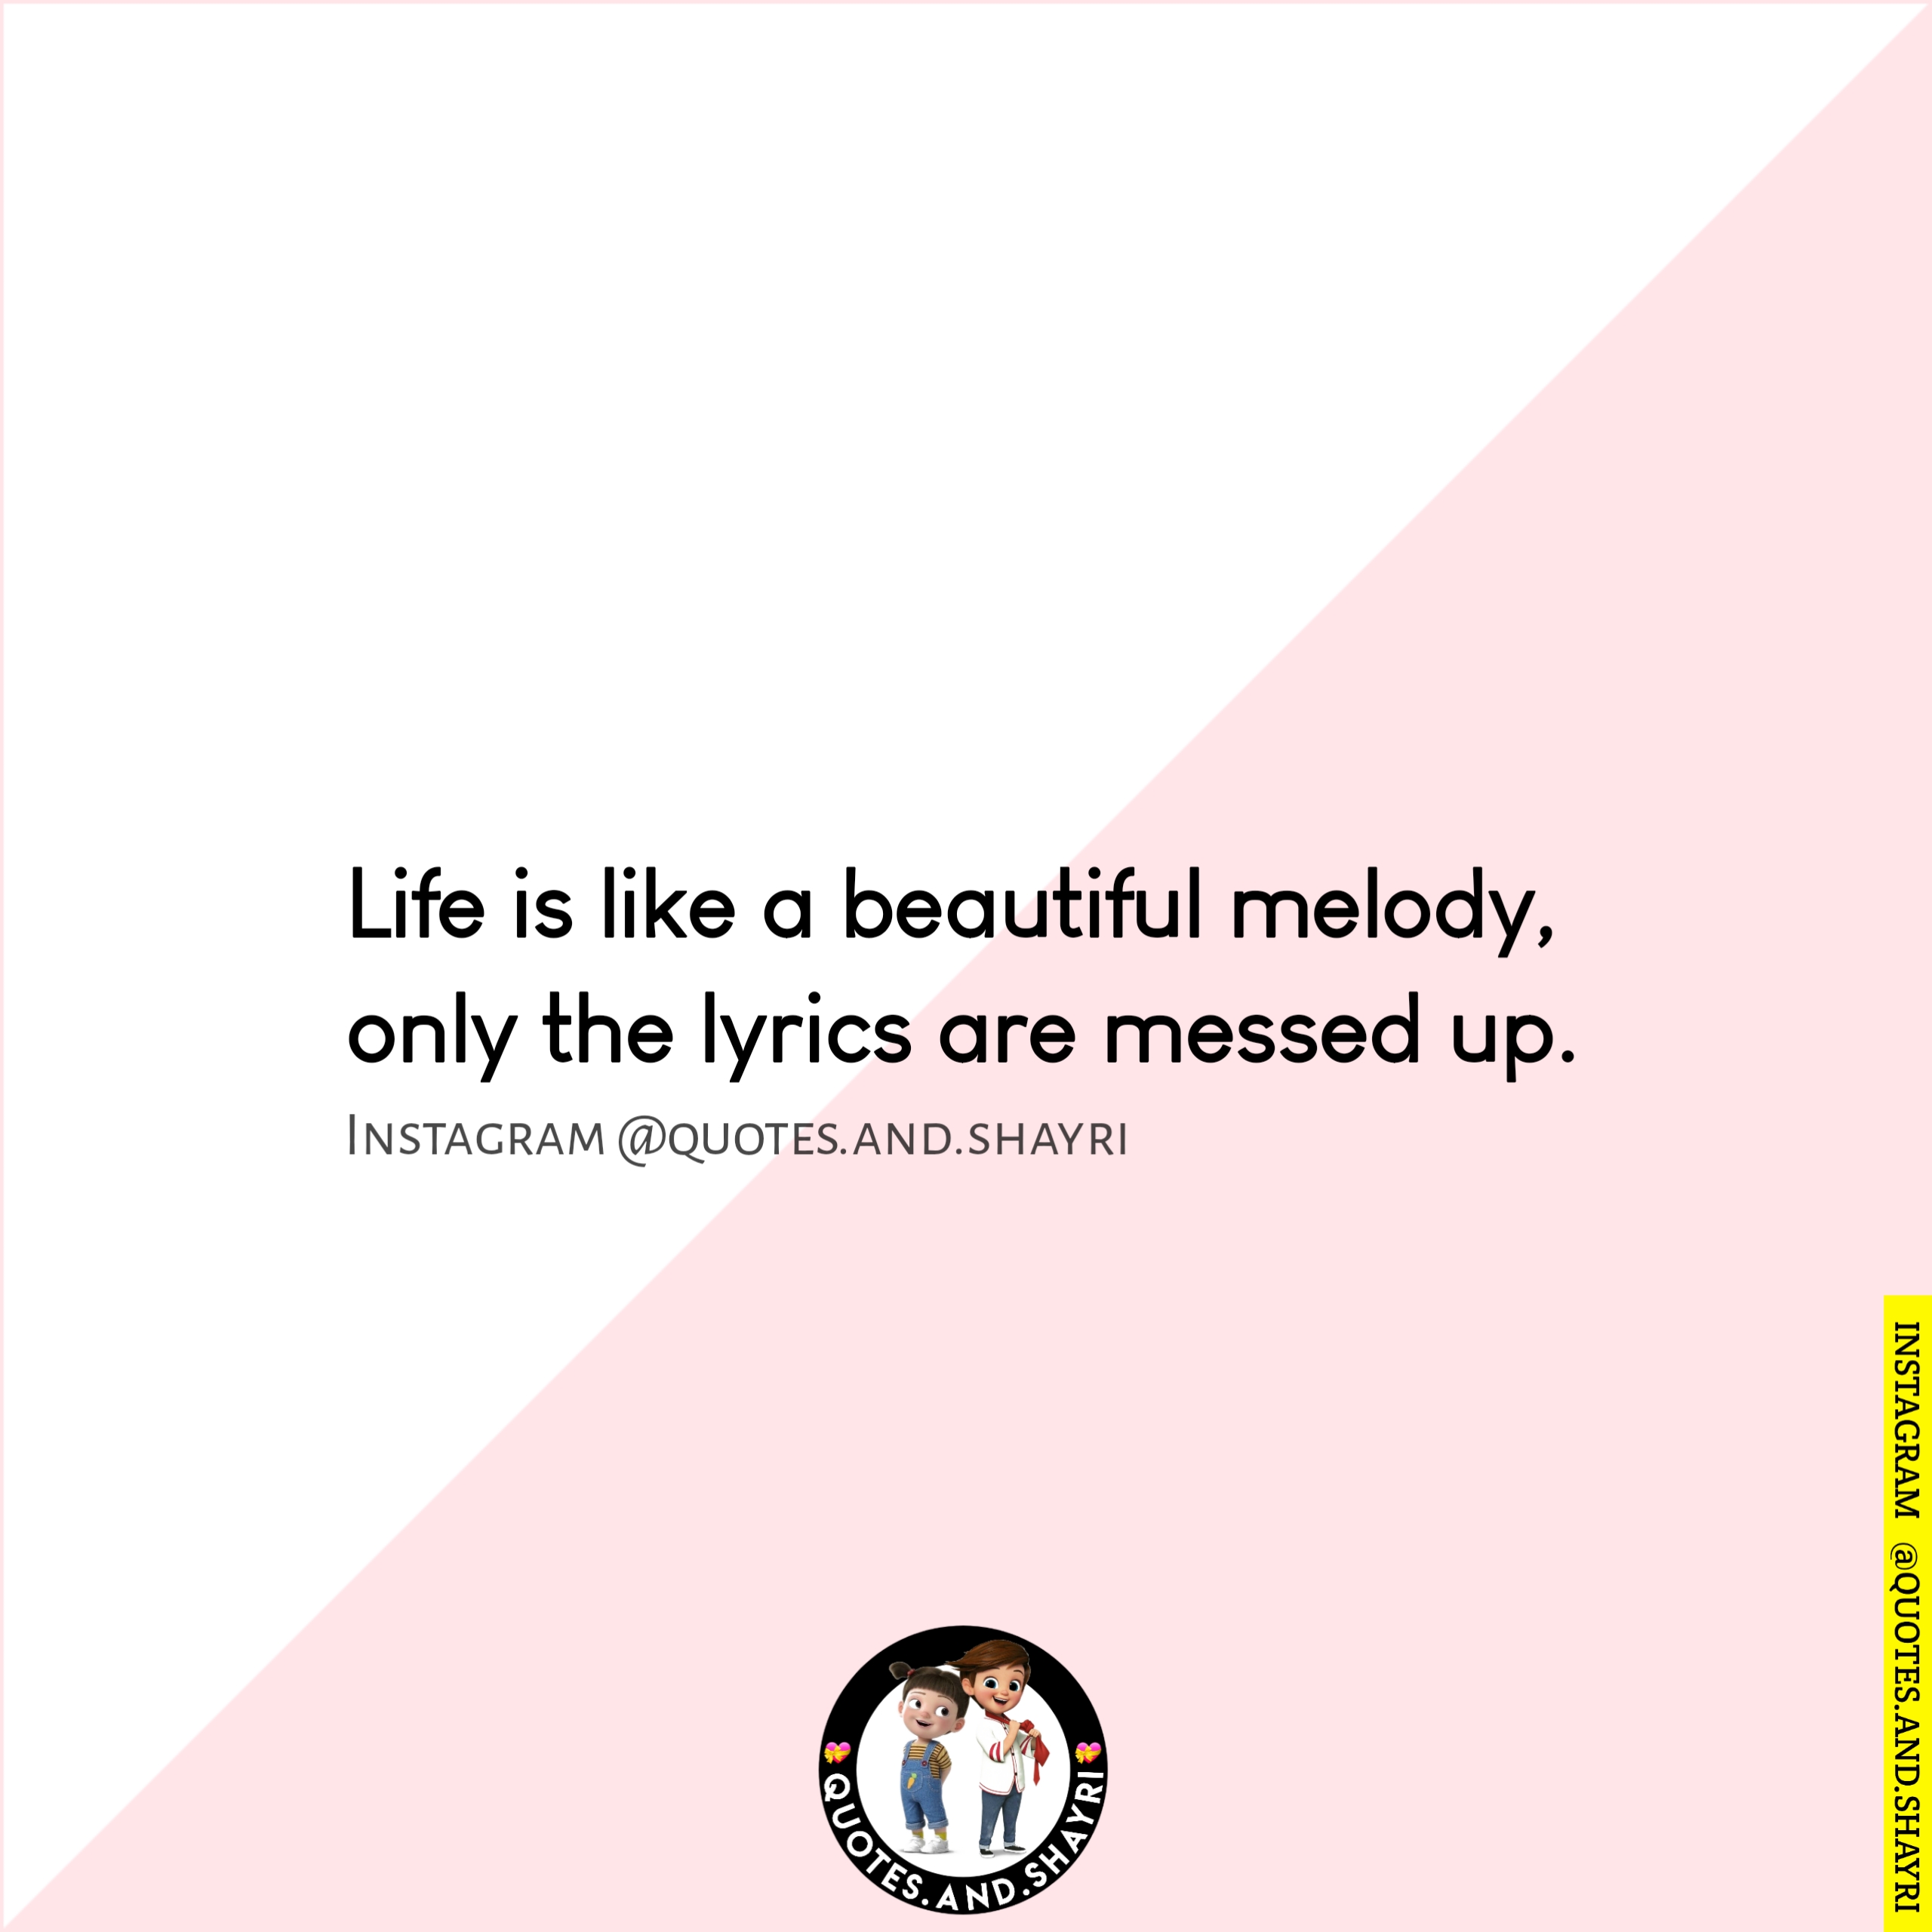 Life is like a beautiful melody,
only the lyrics are messed up.
Instagram @quotes.and.shayri
INSTAGRAM @QUOTES.AND.SHAYRI
QUOTES.AND.SHAYRI